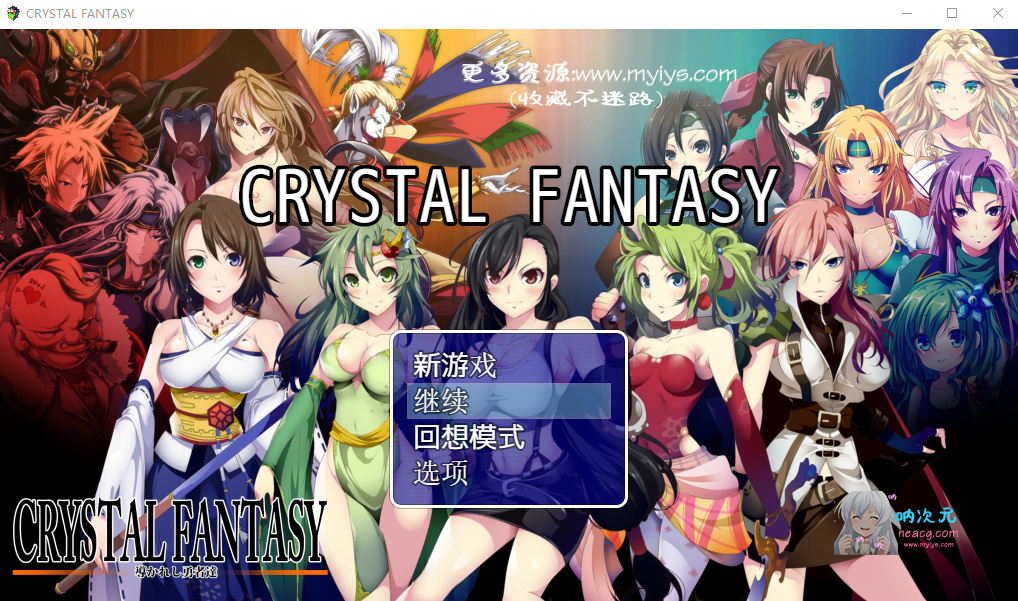 CRYSTAL FANTASY
更多资源:www.myiys.com
(收藏不迷路)
CRYSTAL FANTASY
新游戏
继续
回想模式
选项
CRYSTAL FANTASY
導かれし勇者達
呐次元
neacg.com
www.myiys.com